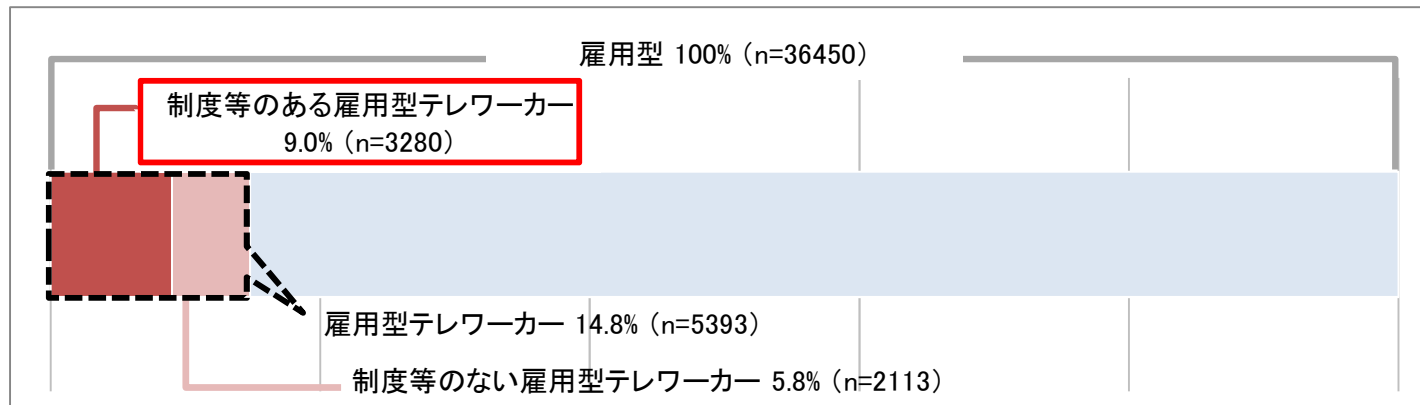 雇用型 100% (n=36450)
制度等のある雇用型テレワーカー
9.0% (n=3280)
雇用型テレワーカー 14.8% (n=5393)
制度等のない雇用型テレワーカー 5.8% (n=2113)